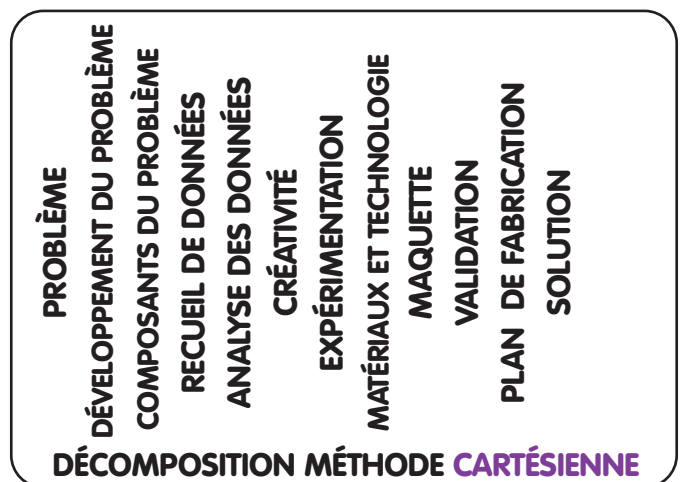 PROBLÈME
DÉVELOPPEMENT DU PROBLÈME
COMPOSANTS DU PROBLÈME
RECUEIL DE DONNÉES
ANALYSE DES DONNÉES
CRÉATIVITÉ
EXPÉRIMENTATION
MATÉRIAUX ET TECHNOLOGIE
MAQUETTE
VALIDATION
PLAN DE FABRICATION
SOLUTION
DÉCOMPOSITION MÉTHODE CARTÉSIENNE